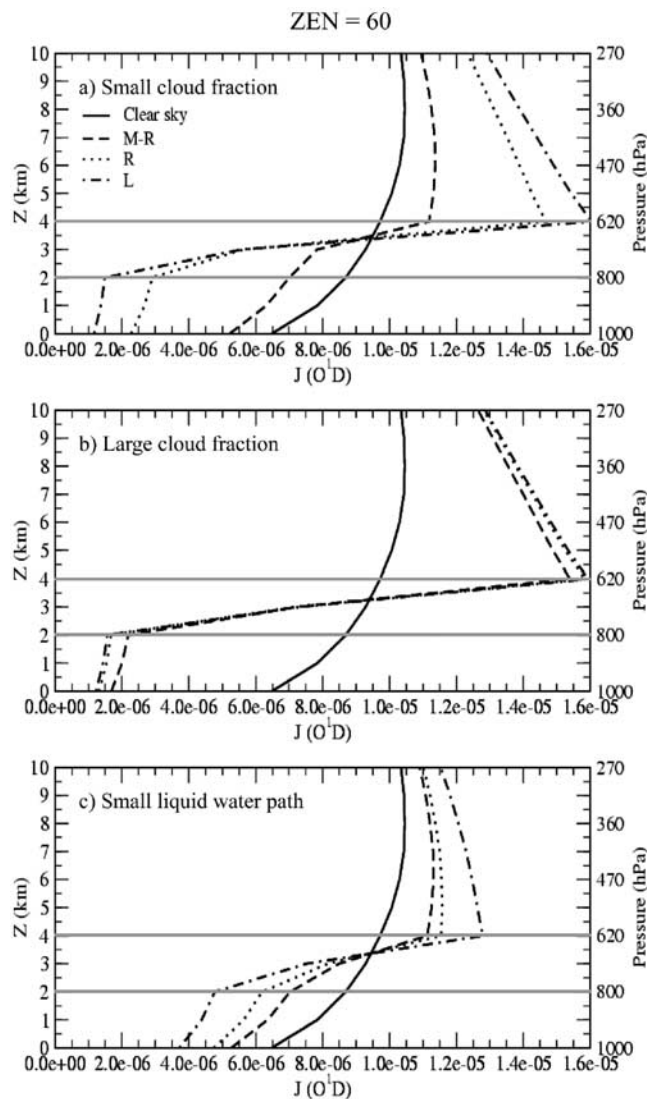 ZEN = 60
a) Small cloud fraction
Clear sky
M-R
R
L
10
9
8
7
6
5
4
3
2
1
0
Z (km)
270
360
470
620
800
1000
Pressure (hPa)
0.0e+00 2.0e-06 4.0e-06 6.0e-06 8.0e-06 1.0e-05 1.2e-05 1.4e-05 1.6e-05
J (O¹D)
b) Large cloud fraction
10
9
8
7
6
5
4
3
2
1
0
Z (km)
270
360
470
620
800
1000
Pressure (hPa)
0.0e+00 2.0e-06 4.0e-06 6.0e-06 8.0e-06 1.0e-05 1.2e-05 1.4e-05 1.6e-05
J (O¹D)
c) Small liquid water path
10
9
8
7
6
5
4
3
2
1
0
Z (km)
270
360
470
620
800
1000
Pressure (hPa)
0.0e+00 2.0e-06 4.0e-06 6.0e-06 8.0e-06 1.0e-05 1.2e-05 1.4e-05 1.6e-05
J (O¹D)